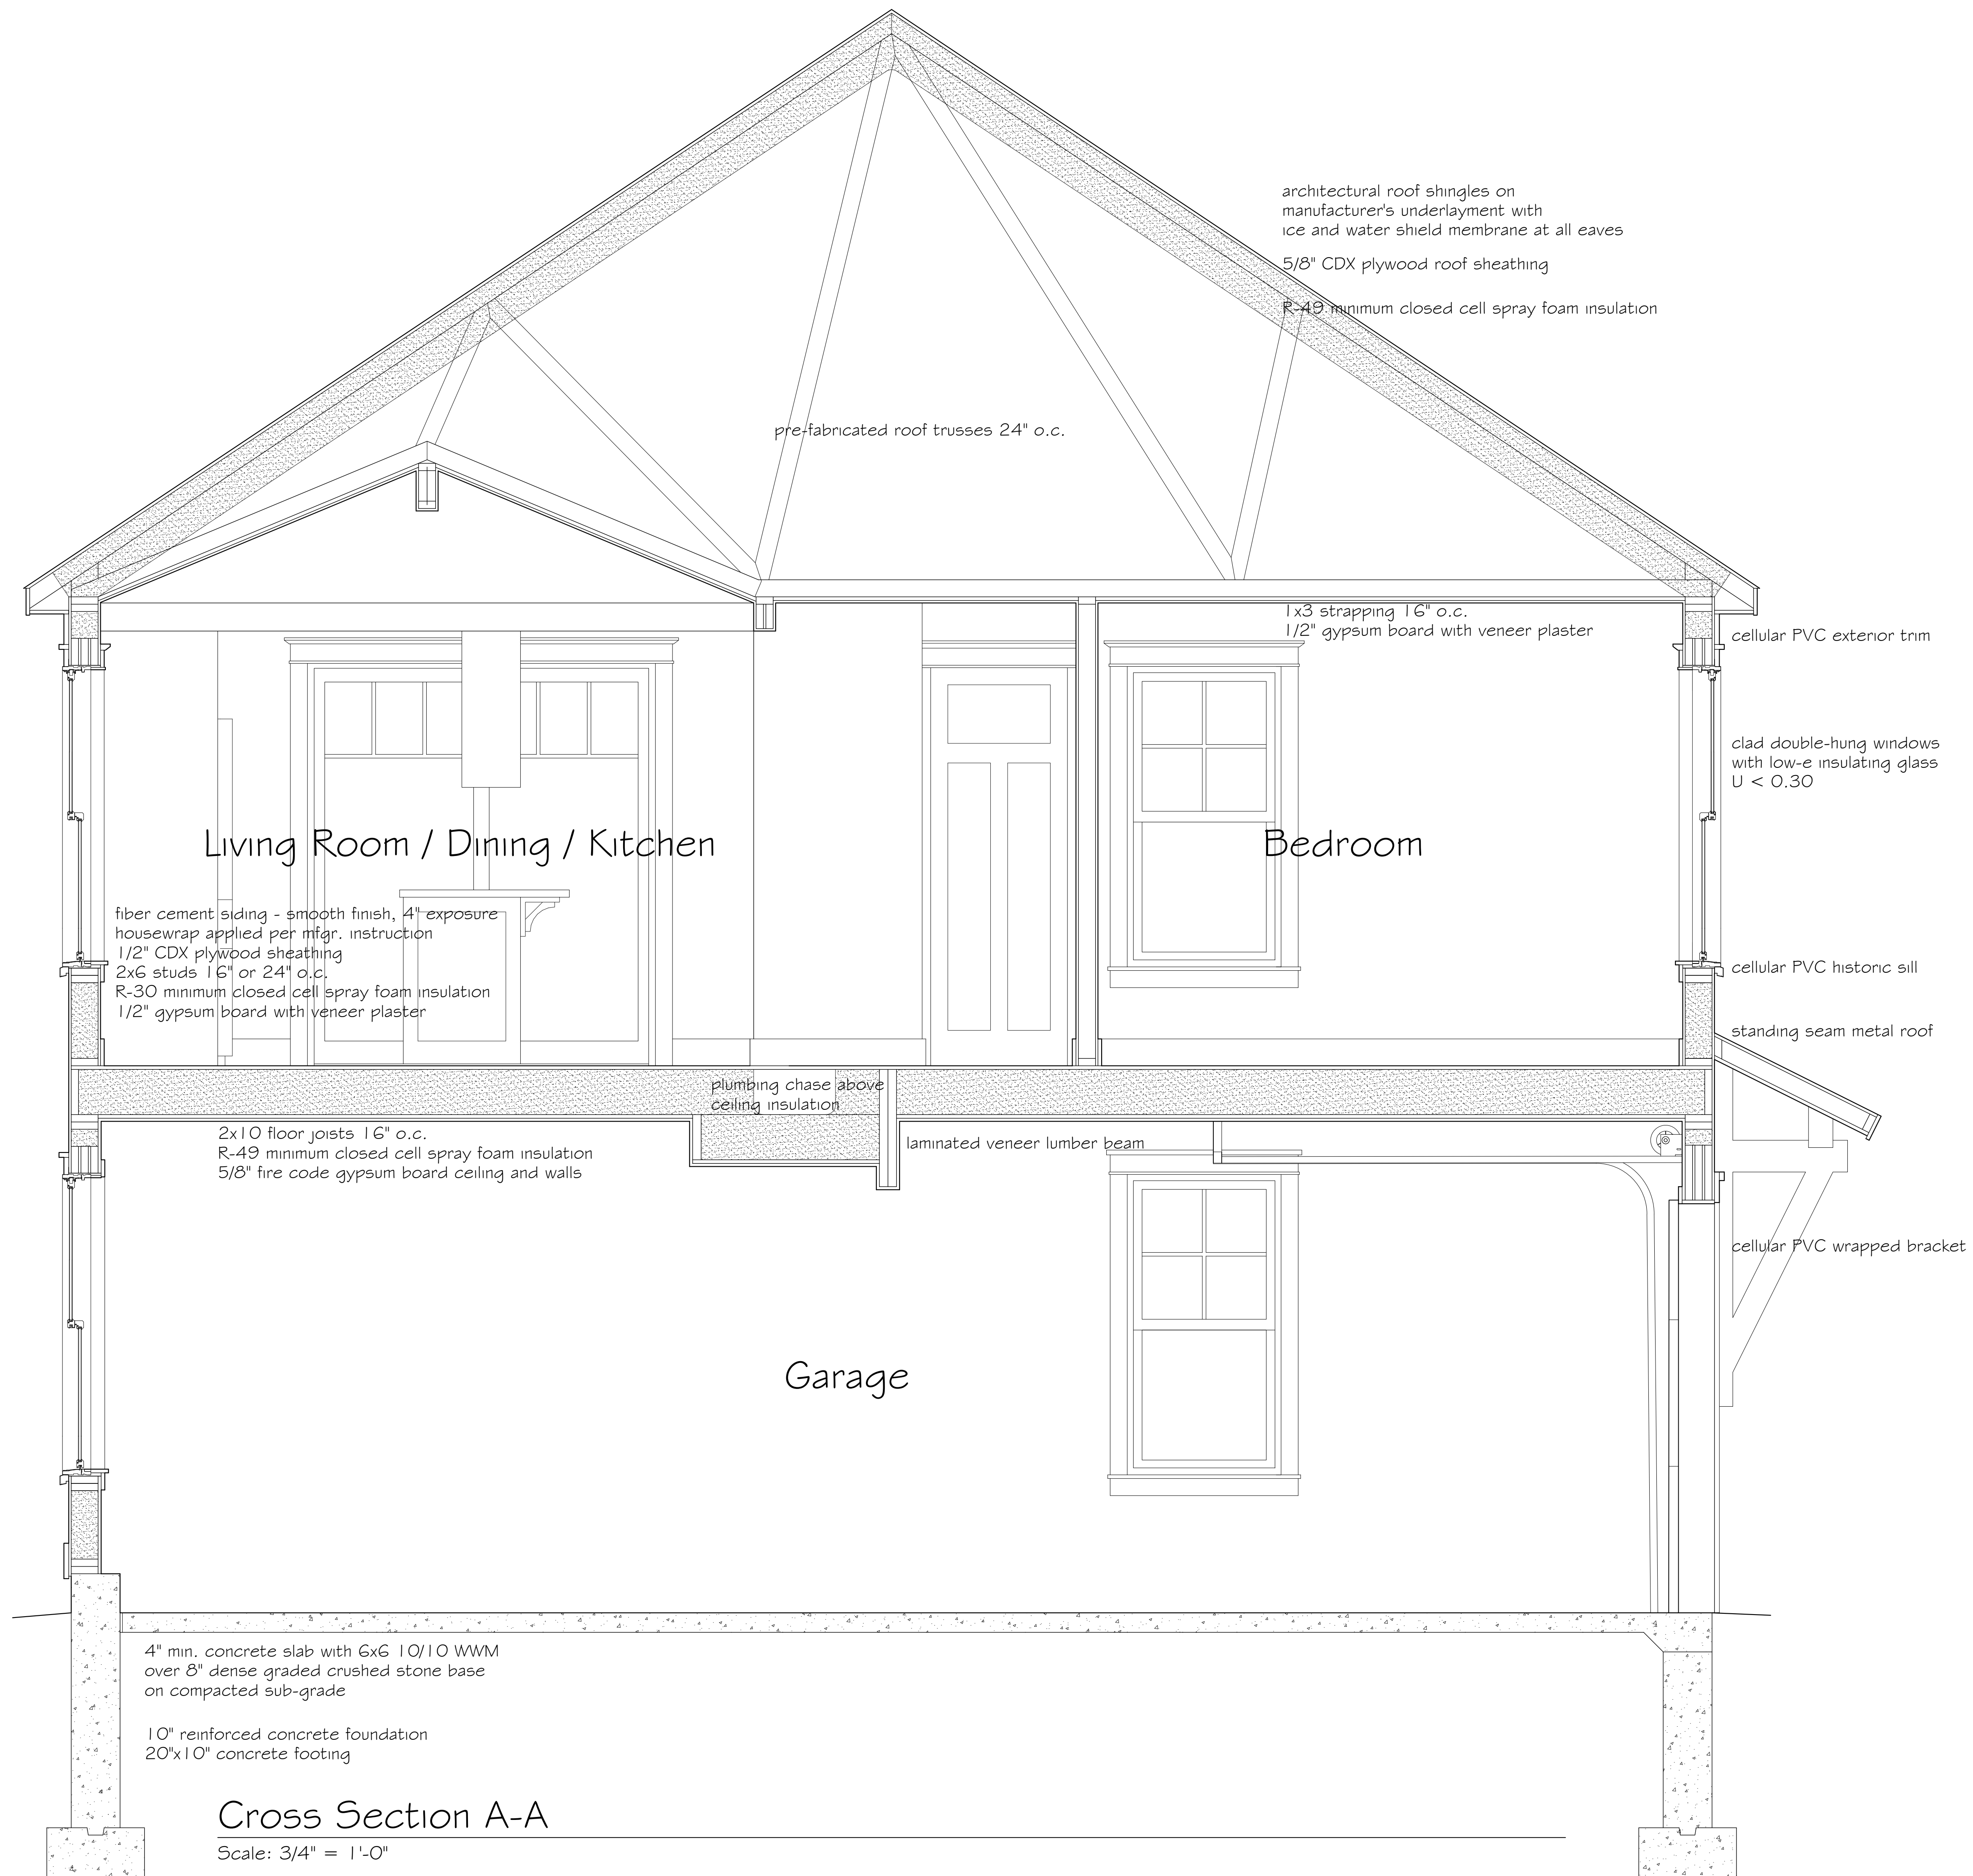 architectural roof shingles on
manufacturer's underlayment with
ice and water shield membrane at all eaves
5/8" CDX plywood roof sheathing
R-49 minimum closed cell spray foam insulation
pre-fabricated roof trusses 24" o.c.
1x3 strapping 16" o.c.
1/2" gypsum board with veneer plaster
cellular PVC exterior trim
clad double-hung windows
with low-e insulating glass
U < 0.30
Living Room / Dining / Kitchen
Bedroom
fiber cement siding - smooth finish, 4" exposure
housewrap applied per mfgr. instruction
1/2" CDX plywood sheathing
2x6 studs 16" or 24" o.c.
R-30 minimum closed cell spray foam insulation
1/2" gypsum board with veneer plaster
cellular PVC historic sill
standing seam metal roof
plumbing chase above
ceiling insulation
2x10 floor joists 16" o.c.
R-49 minimum closed cell spray foam insulation
5/8" fire code gypsum board ceiling and walls
laminated veneer lumber beam
cellular PVC wrapped bracket
Garage
4" min. concrete slab with 6x6 10/10 WWM
over 8" dense graded crushed stone base
on compacted sub-grade
10" reinforced concrete foundation
20"x10" concrete footing
Cross Section A-A
Scale: 3/4" = 1'-0"